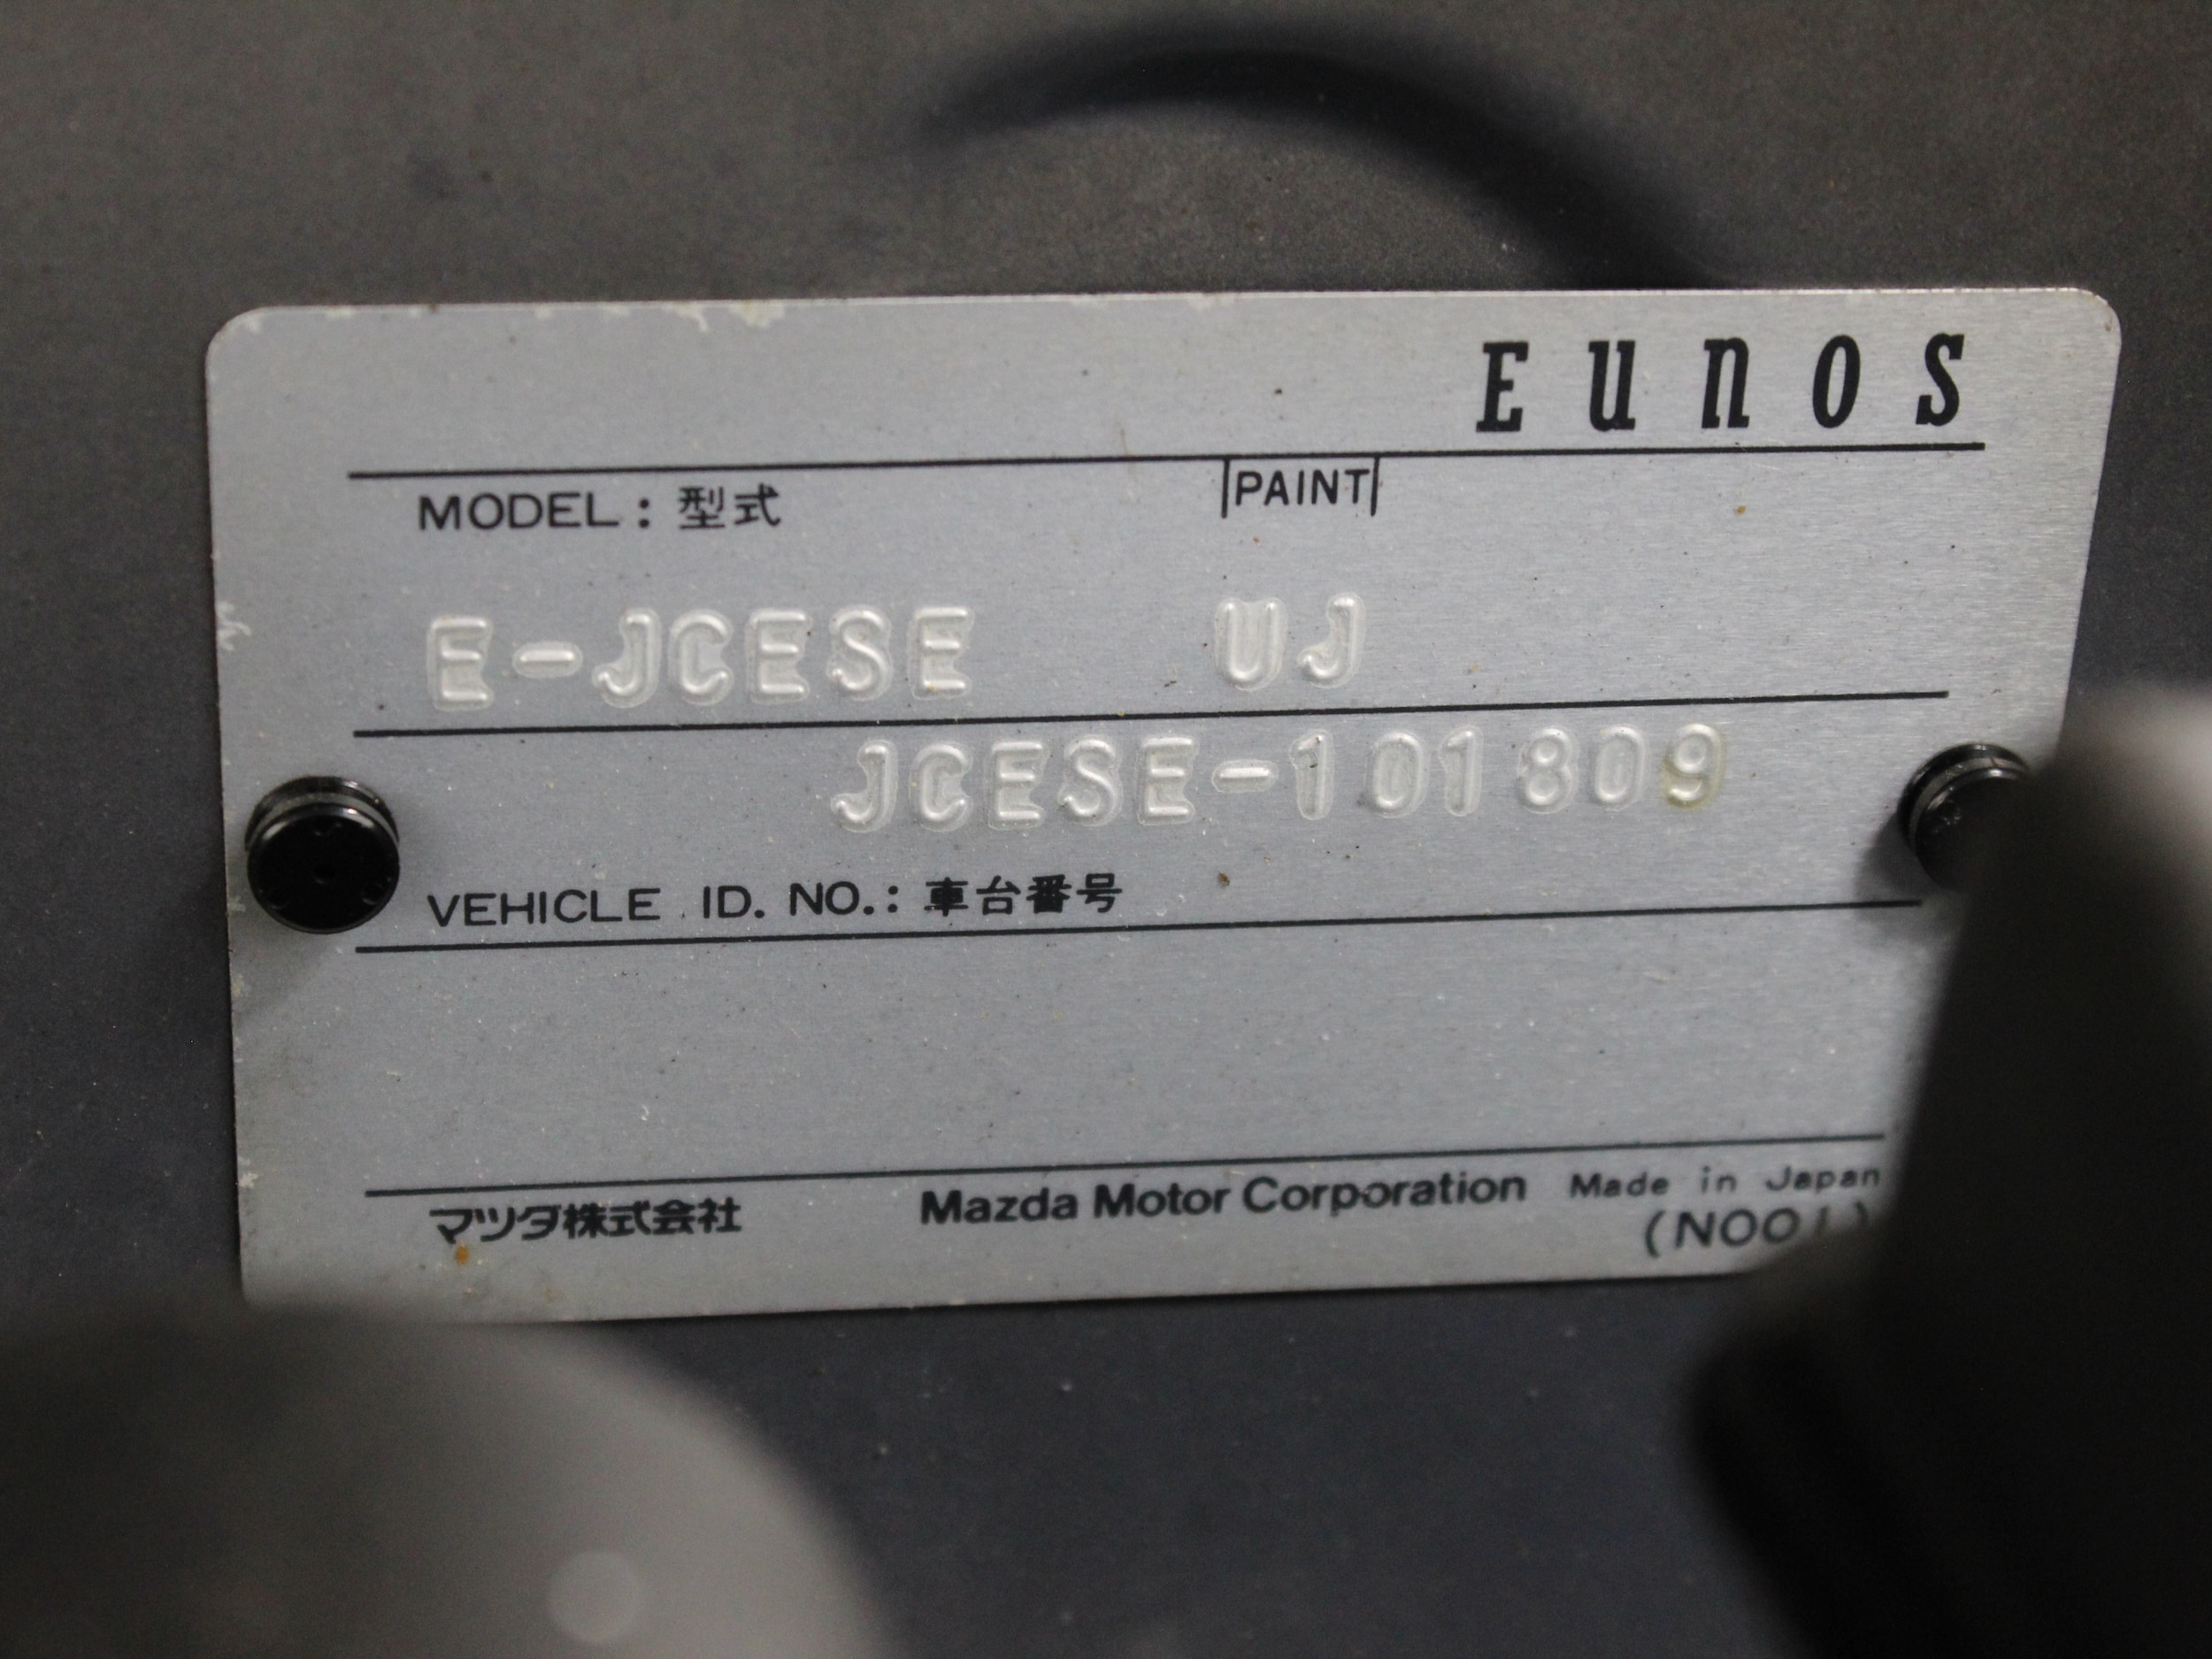 EUNOS
MODEL : 型式 PAINT
E-JCESE UJ
JCESE-101809
VEHICLE ID. NO. : 車台番号
マツダ株式会社 Mazda Motor Corporation Made in Japan
(N001)